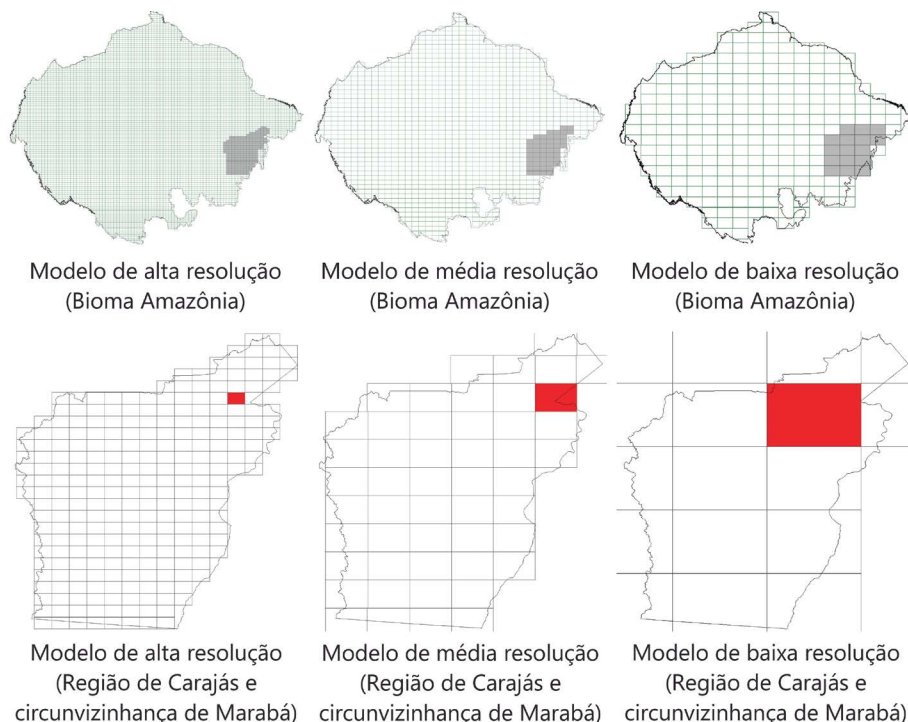 Modelo de alta resolução
(Bioma Amazônia)
Modelo de média resolução
(Bioma Amazônia)
Modelo de baixa resolução
(Bioma Amazônia)
Modelo de alta resolução
(Região de Carajás e
circunvizinhança de Marabá)
Modelo de média resolução
(Região de Carajás e
circunvizinhança de Marabá)
Modelo de baixa resolução
(Região de Carajás e
circunvizinhança de Marabá)